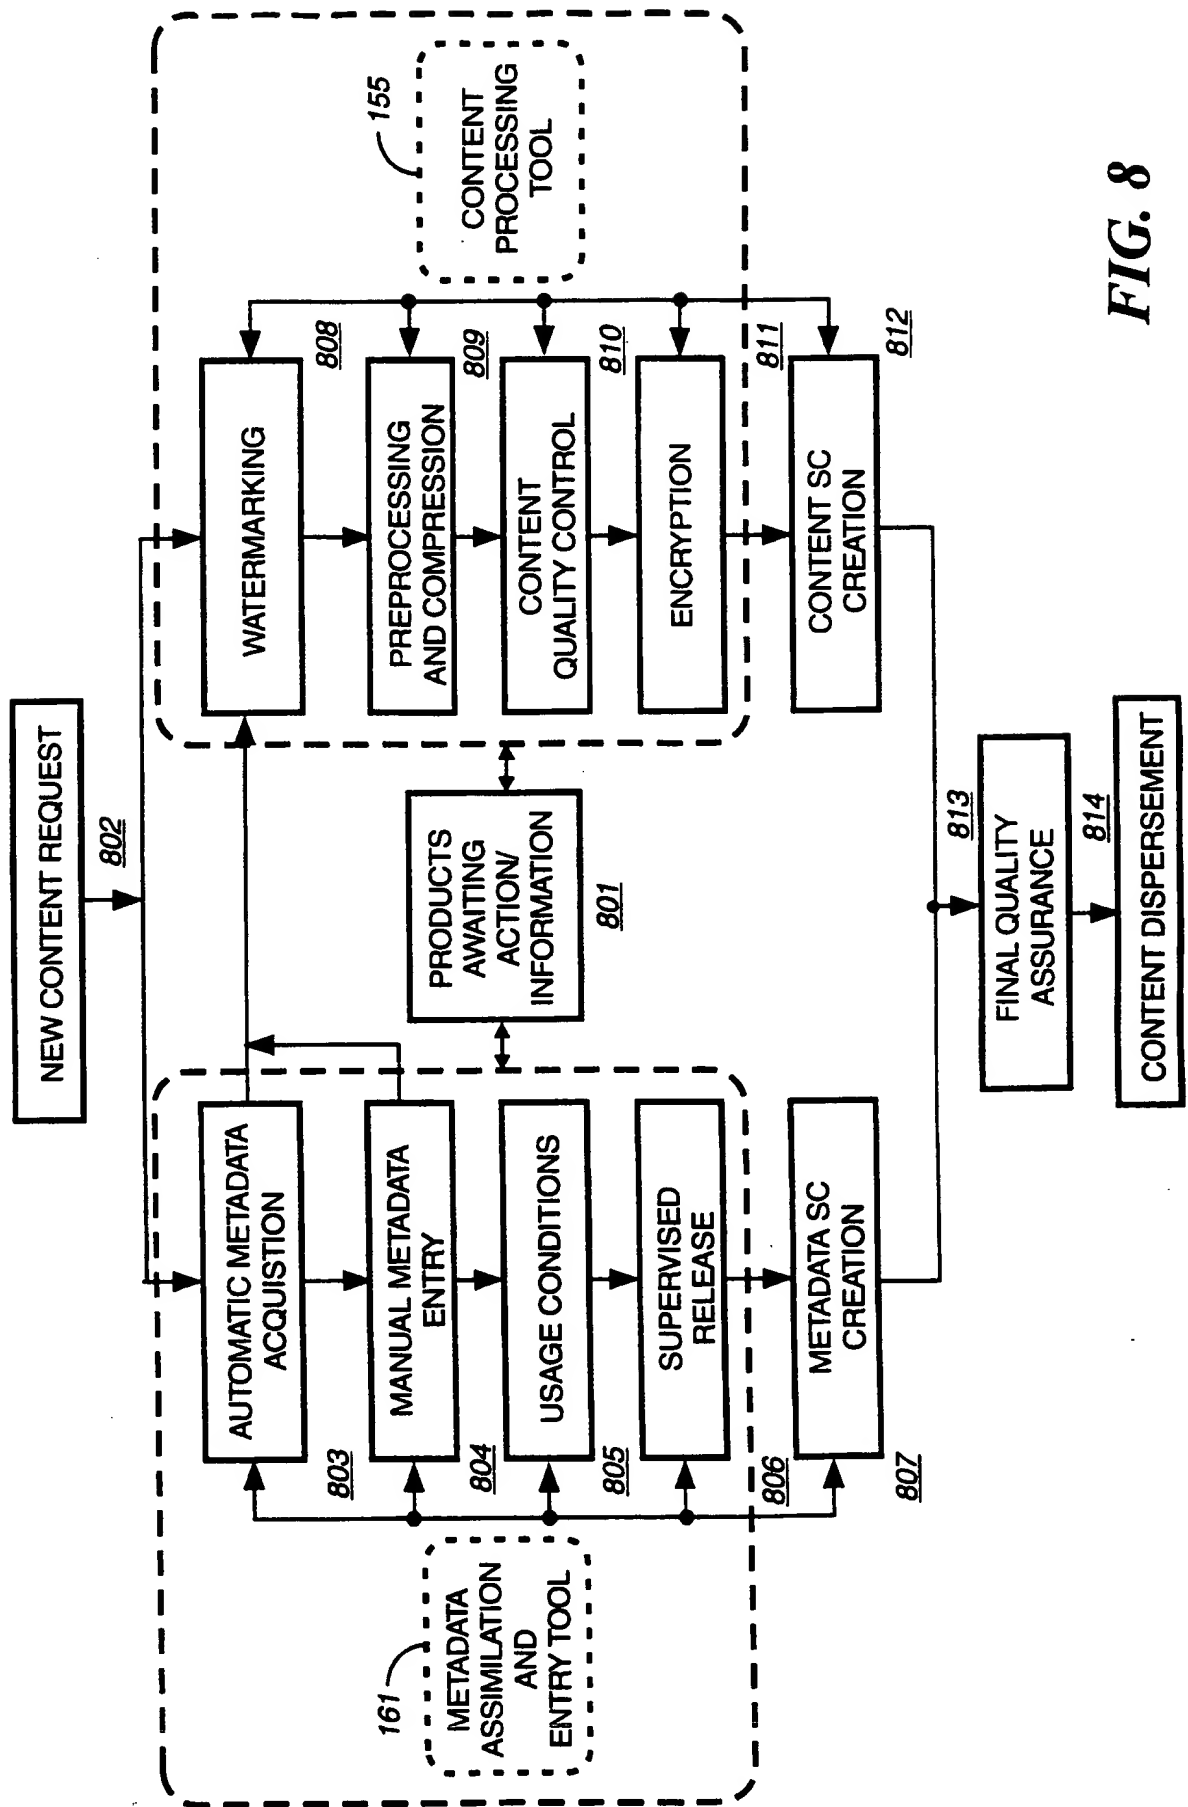 NEW CONTENT REQUEST
802
AUTOMATIC METADATA
ACQUISTION
803
MANUAL METADATA
ENTRY
804
USAGE CONDITIONS
805
SUPERVISED
RELEASE
806
METADATA SC
CREATION
807
161
METADATA
ASSIMILATION
AND
ENTRY TOOL
PRODUCTS
AWAITING
ACTION/
INFORMATION
801
WATERMARKING
808
PREPROCESSING
AND COMPRESSION
809
CONTENT
QUALITY CONTROL
810
ENCRYPTION
811
CONTENT SC
CREATION
812
155
CONTENT
PROCESSING
TOOL
813
FINAL QUALITY
ASSURANCE
814
CONTENT DISPERSEMENT
FIG. 8